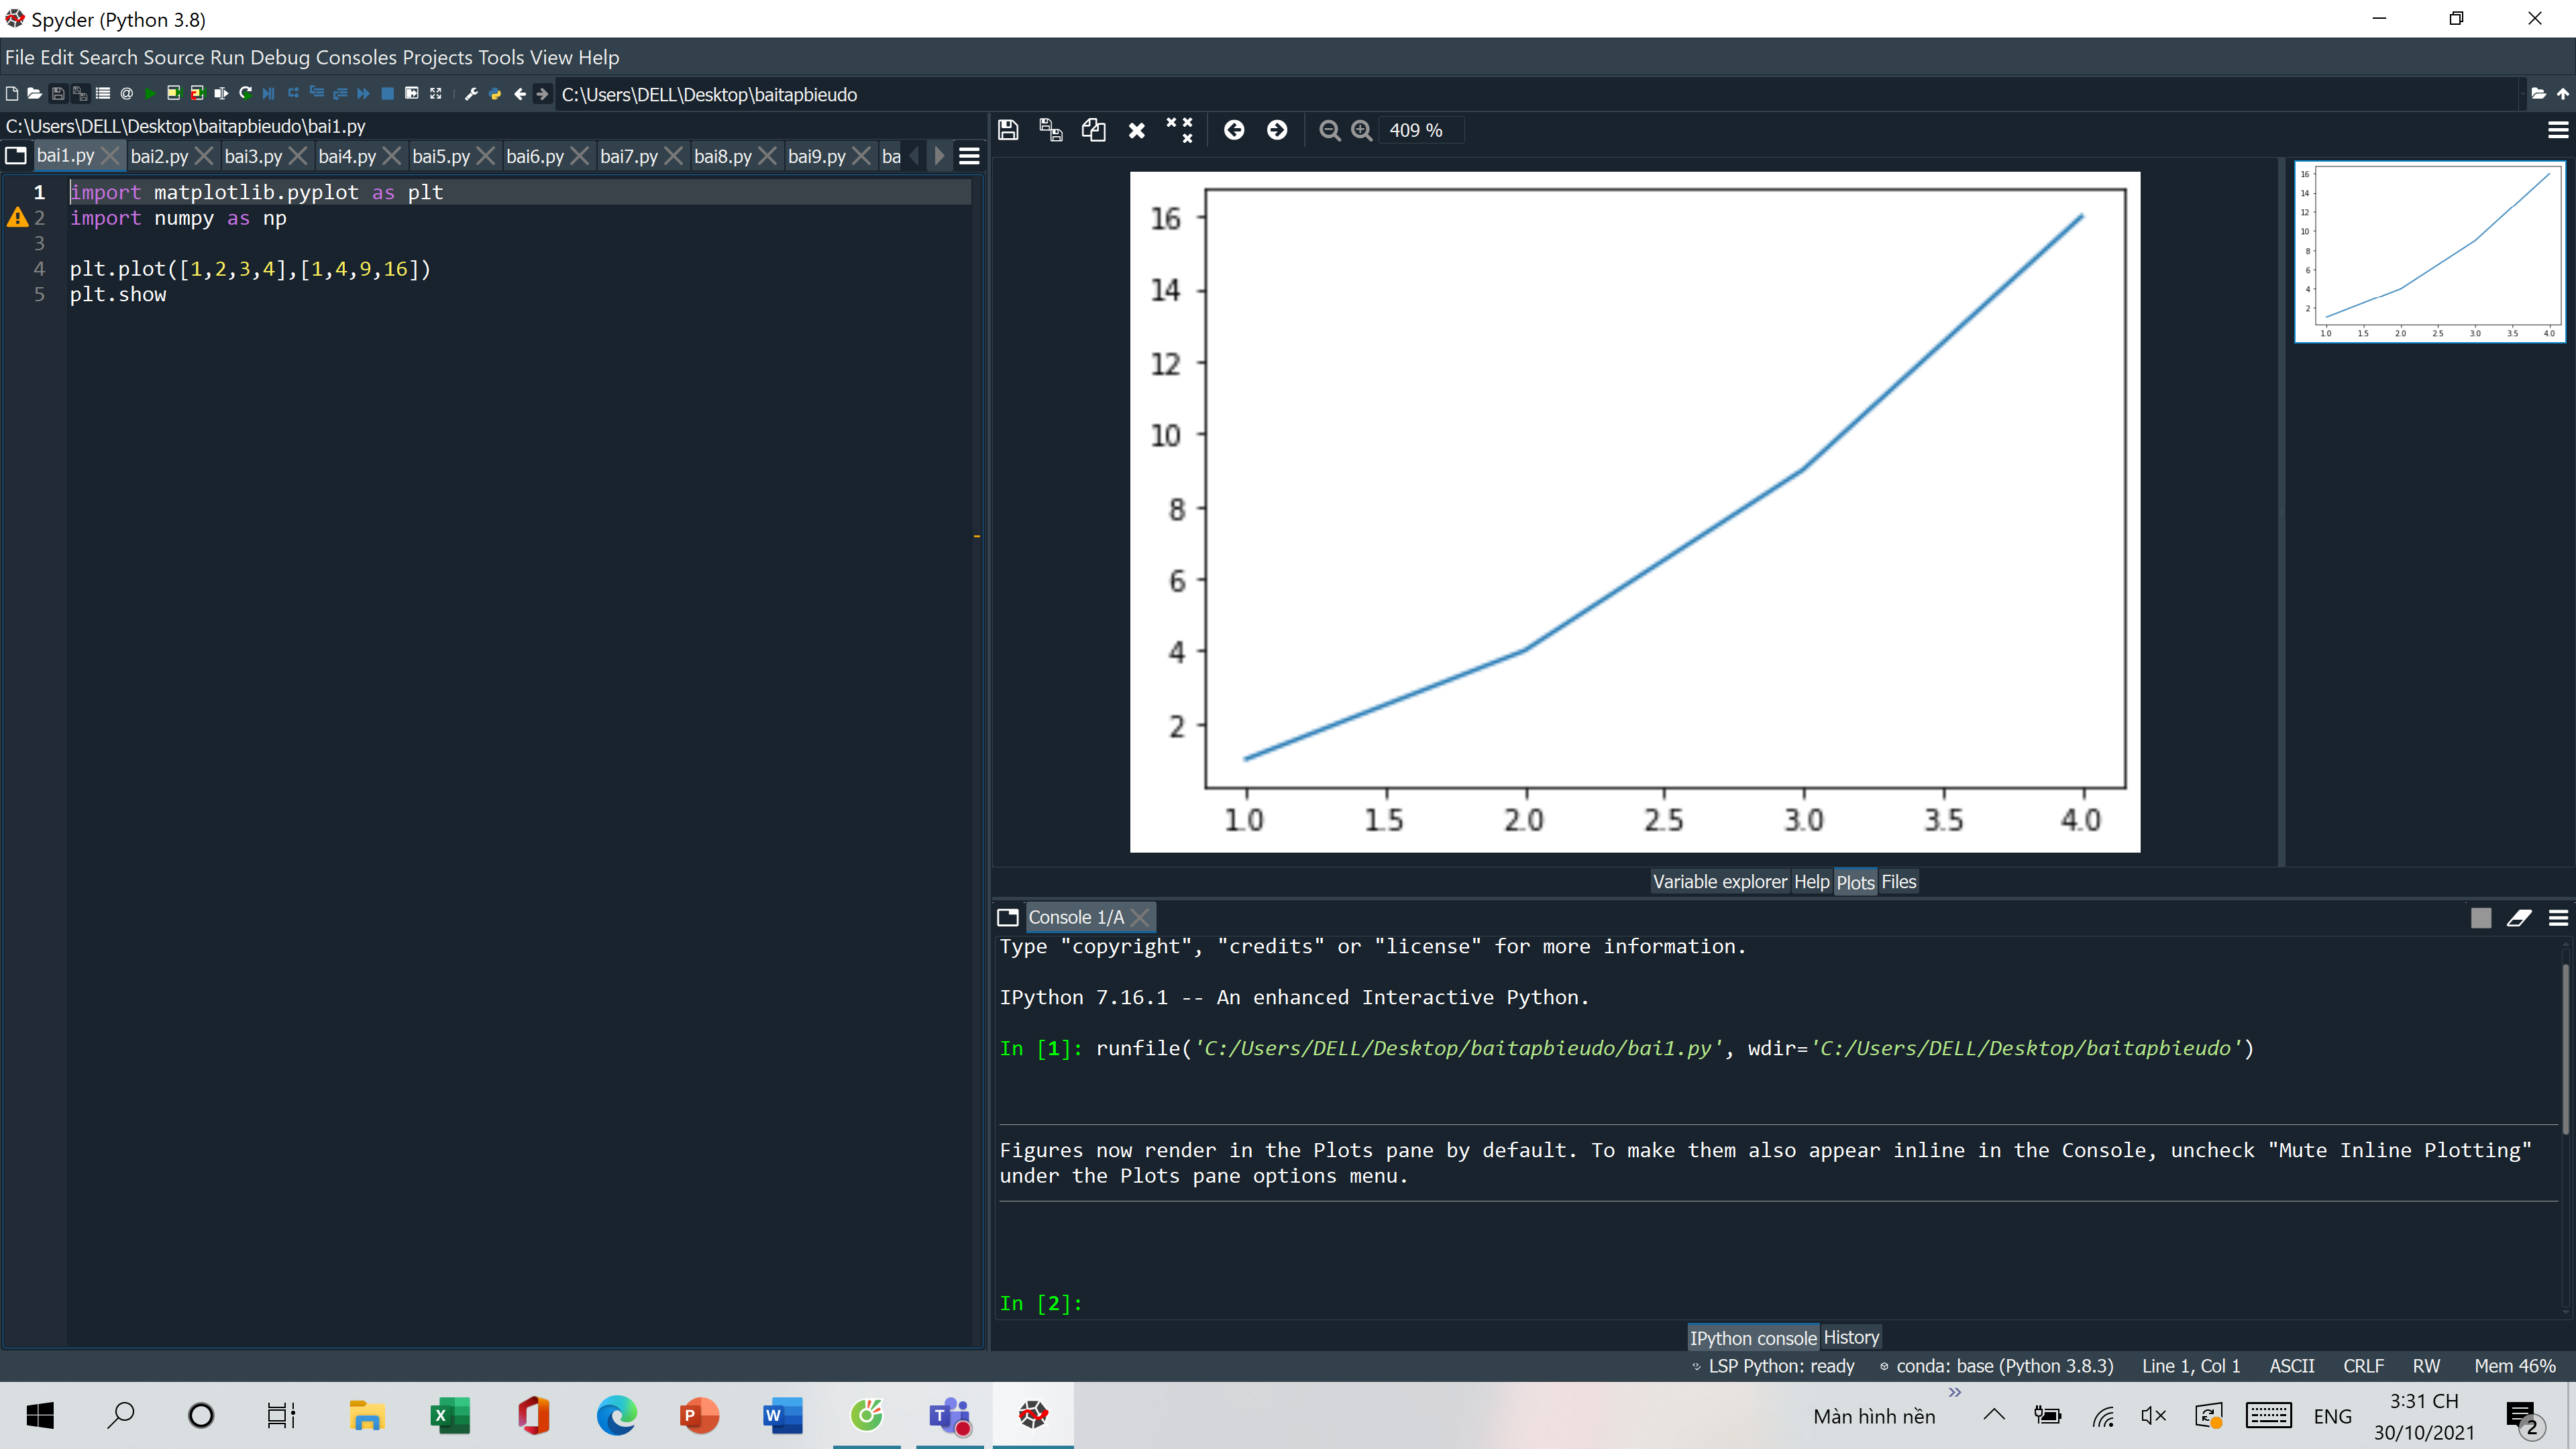 Spyder (Python 3.8)
File Edit Search Source Run Debug Consoles Projects Tools View Help
C:\Users\DELL\Desktop\baitapbieudo
C:\Users\DELL\Desktop\baitapbieudo\bai1.py
bai1.py bai2.py bai3.py bai4.py bai5.py bai6.py bai7.py bai8.py bai9.py ba
1 import matplotlib.pyplot as plt
2 import numpy as np
3
4 plt.plot([1,2,3,4],[1,4,9,16])
5 plt.show
409 %
16
14
12
10
8
6
4
2
1.0 1.5 2.0 2.5 3.0 3.5 4.0
16
14
12
10
8
6
4
2
1.0 1.5 2.0 2.5 3.0 3.5 4.0
Variable explorer Help Plots Files
Console 1/A
Type "copyright", "credits" or "license" for more information.
IPython 7.16.1 -- An enhanced Interactive Python.
In [1]: runfile('C:/Users/DELL/Desktop/baitapbieudo/bai1.py', wdir='C:/Users/DELL/Desktop/baitapbieudo')
Figures now render in the Plots pane by default. To make them also appear inline in the Console, uncheck "Mute Inline Plotting"
under the Plots pane options menu.
In [2]:
IPython console History
LSP Python: ready conda: base (Python 3.8.3) Line 1, Col 1 ASCII CRLF RW Mem 46%
Màn hình nền
ENG
3:31 CH
30/10/2021
2